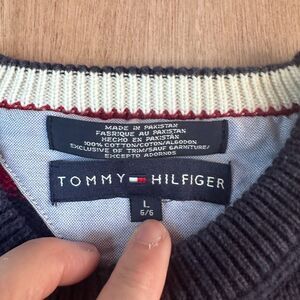 MADE IN PAKISTAN
FABRIQUÉ AU PAKISTAN
HECHO EN PAKISTAN
100% COTTON/COTON/ALGODON
EXCLUSIVE OF TRIM/SAUF GARNITURE/
EXCEPTO ADORNOS
TOMMY HILFIGER
L
G/G